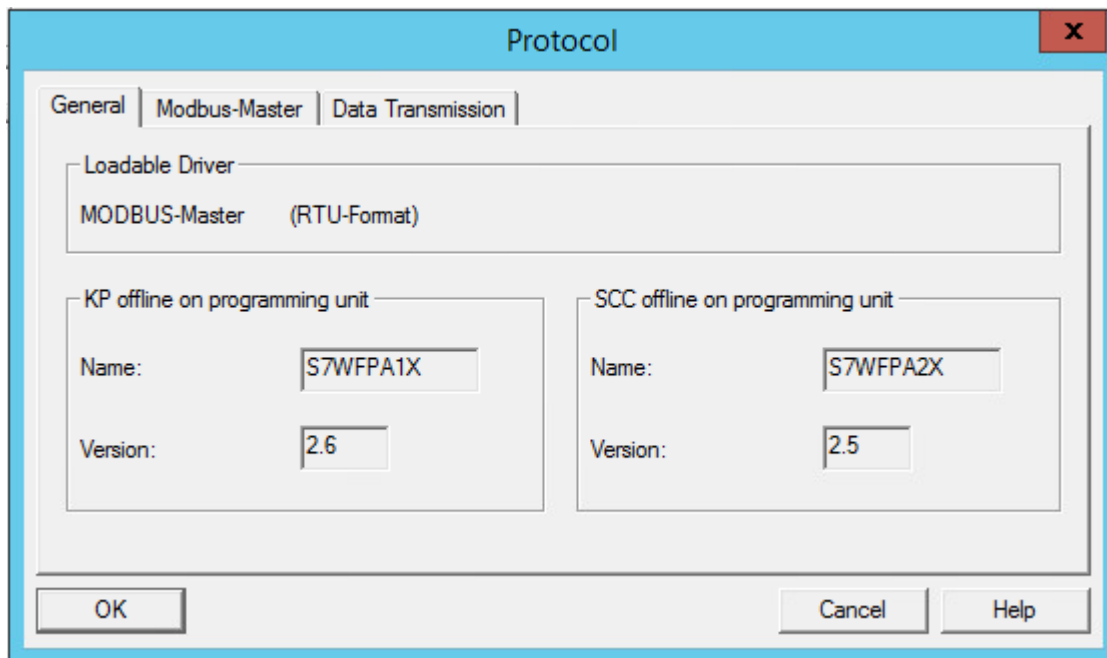 Protocol
x
General Modbus-Master Data Transmission
Loadable Driver
MODBUS-Master (RTU-Format)
KP offline on programming unit
Name: S7WFPA1X
Version: 2.6
SCC offline on programming unit
Name: S7WFPA2X
Version: 2.5
OK Cancel Help